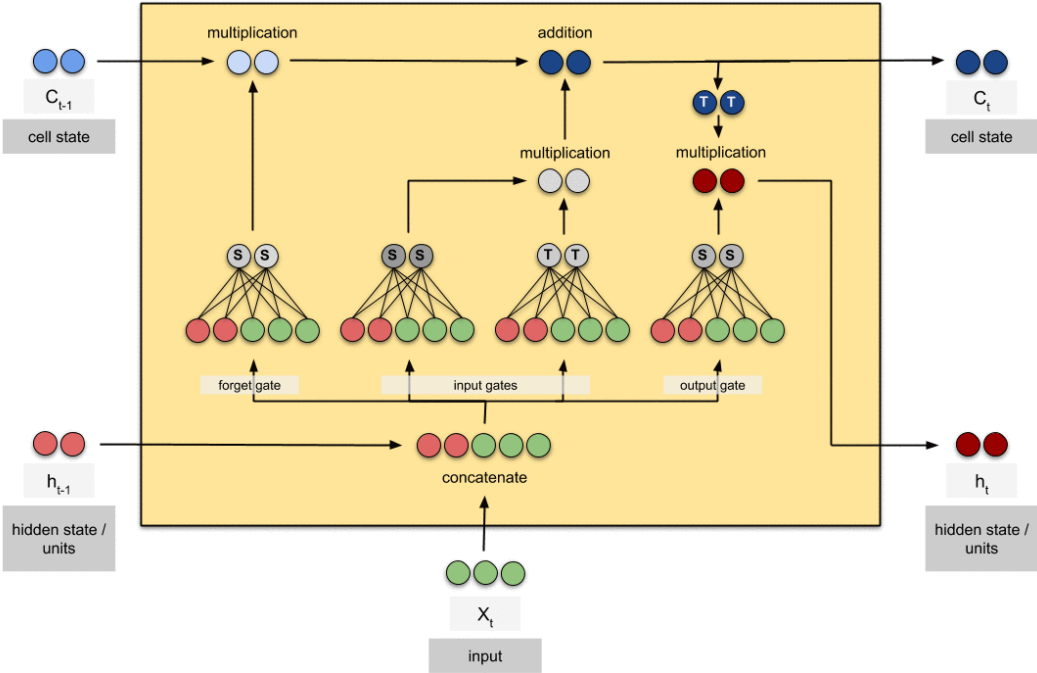 multiplication
addition
C t-1
cell state
T T
C t
cell state
multiplication
multiplication
S S
S S
T T
S S
forget gate
input gates
output gate
concatenate
h t-1
hidden state /
units
h t
hidden state /
units
X t
input